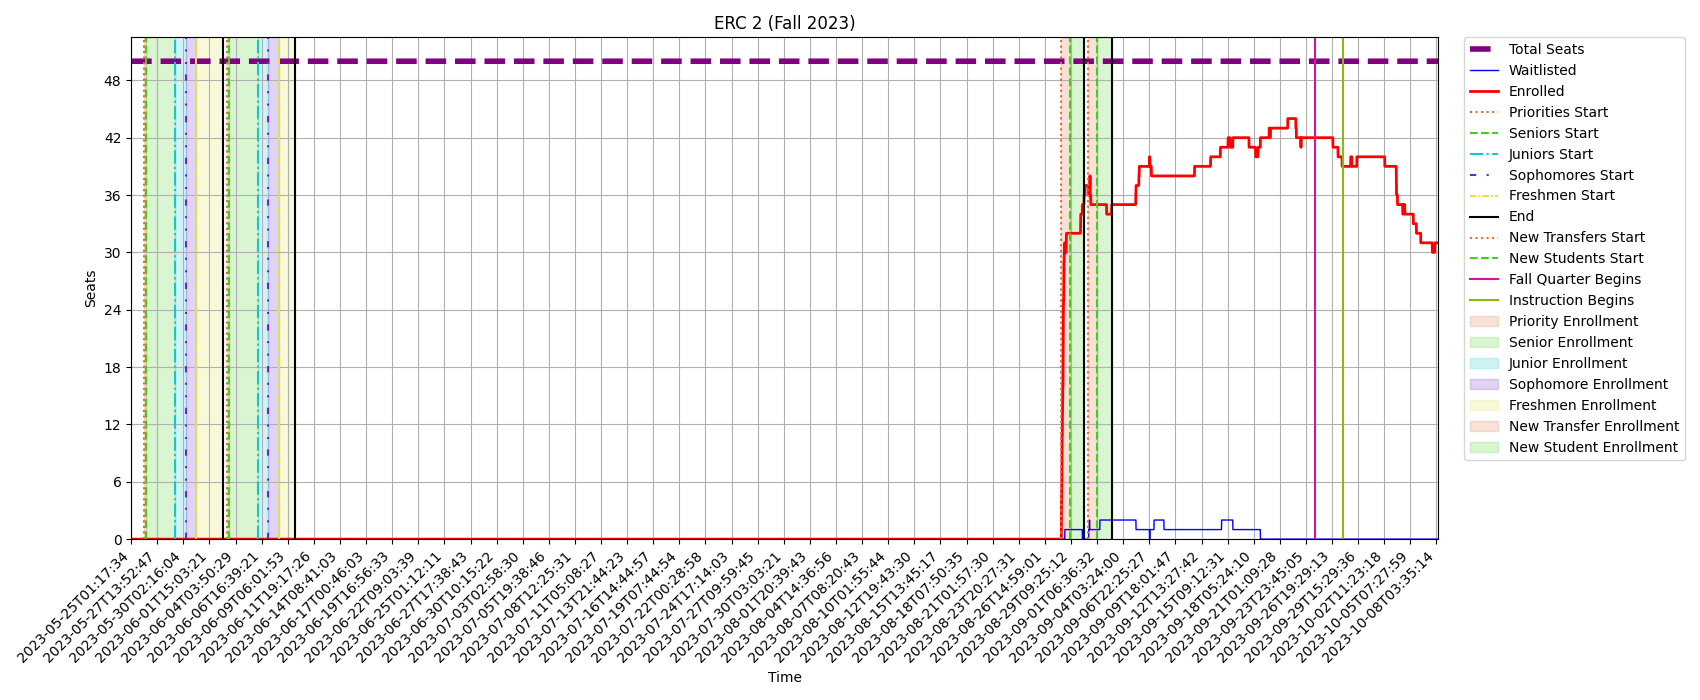 ERC 2 (Fall 2023)
Seats
48
42
36
30
24
18
12
6
0
Total Seats
Waitlisted
Enrolled
Priorities Start
Seniors Start
Juniors Start
Sophomores Start
Freshmen Start
End
New Transfers Start
New Students Start
Fall Quarter Begins
Instruction Begins
Priority Enrollment
Senior Enrollment
Junior Enrollment
Sophomore Enrollment
Freshmen Enrollment
New Transfer Enrollment
New Student Enrollment
2023-05-25T01:17:34
2023-05-27T13:52:47
2023-05-30T02:16:04
2023-06-01T15:03:21
2023-06-04T03:50:29
2023-06-06T16:39:21
2023-06-09T06:01:53
2023-06-11T19:17:26
2023-06-14T08:41:03
2023-06-17T00:46:03
2023-06-19T16:56:33
2023-06-22T09:03:39
2023-06-25T01:12:11
2023-06-27T17:38:43
2023-06-30T10:15:22
2023-07-03T02:58:30
2023-07-05T19:38:46
2023-07-08T12:25:31
2023-07-11T05:08:27
2023-07-13T21:44:23
2023-07-16T14:44:57
2023-07-19T07:44:54
2023-07-22T00:28:58
2023-07-24T17:14:03
2023-07-27T09:59:45
2023-07-30T03:03:21
2023-08-01T20:39:43
2023-08-04T14:36:56
2023-08-07T08:20:43
2023-08-10T01:55:44
2023-08-12T19:43:30
2023-08-15T13:45:17
2023-08-18T07:50:35
2023-08-21T01:57:30
2023-08-23T20:27:31
2023-08-26T14:59:01
2023-08-29T09:25:12
2023-09-01T06:36:32
2023-09-04T03:24:00
2023-09-06T22:25:27
2023-09-09T18:01:47
2023-09-12T13:27:42
2023-09-15T09:12:31
2023-09-18T05:24:10
2023-09-21T01:09:28
2023-09-23T23:45:05
2023-09-26T19:29:13
2023-09-29T15:29:36
2023-10-02T11:23:18
2023-10-05T07:27:59
2023-10-08T03:35:14
Time